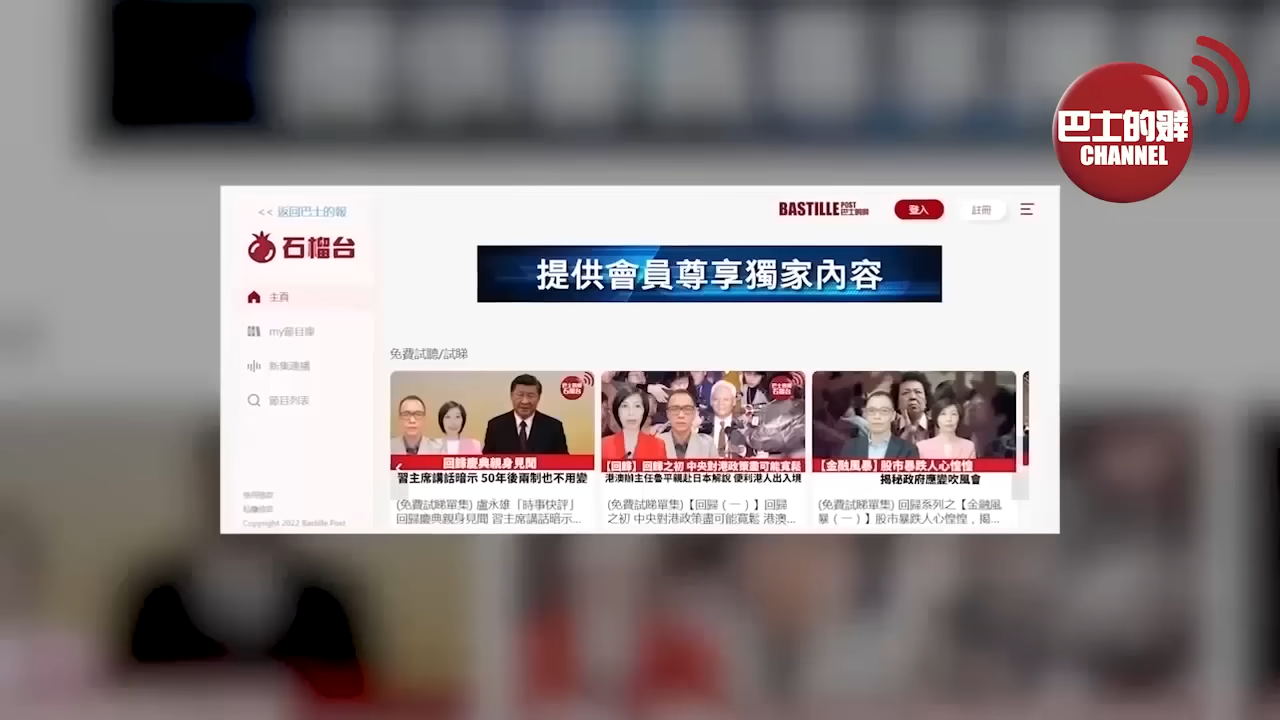 巴士的報
CHANNEL
<< 返回巴士的報
BASTILLE POST
巴士的報
登入
註冊
石榴台
提供會員尊享獨家內容
主頁
my節目庫
新集連播
節目列表
免費試聽/試睇
回歸慶典親身見聞
習主席講話暗示 50年後兩制也不用變
(免費試睇單集) 盧永雄「時事快評」
回歸慶典親身見聞 習主席講話暗示...
【回歸】回歸之初 中央對港政策盡可能寬鬆
港澳辦主任魯平親赴日本解說 便利港人出入境
(免費試睇單集)【回歸（一）】回歸
之初 中央對港政策盡可能寬鬆 港澳...
【金融風暴】股市暴跌人心惶惶
揭秘政府應變吹風會
(免費試睇單集) 回歸系列之【金融風
暴（一）】股市暴跌人心惶惶，揭...
Copyright 2022 Bastille Post